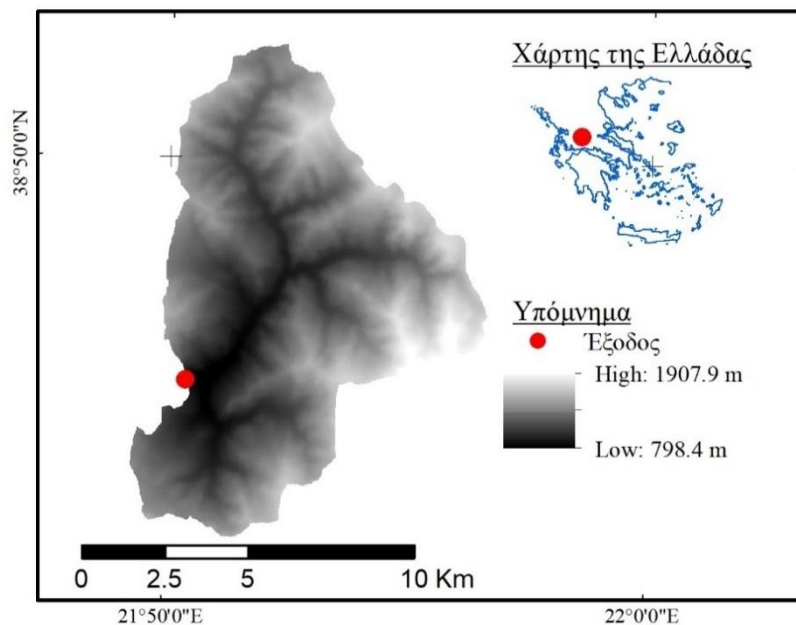 Χάρτης της Ελλάδας
38°50'0"N
Υπόμνημα
Έξοδος
High: 1907.9 m
Low: 798.4 m
0 2.5 5 10 Km
21°50'0"E 22°0'0"E